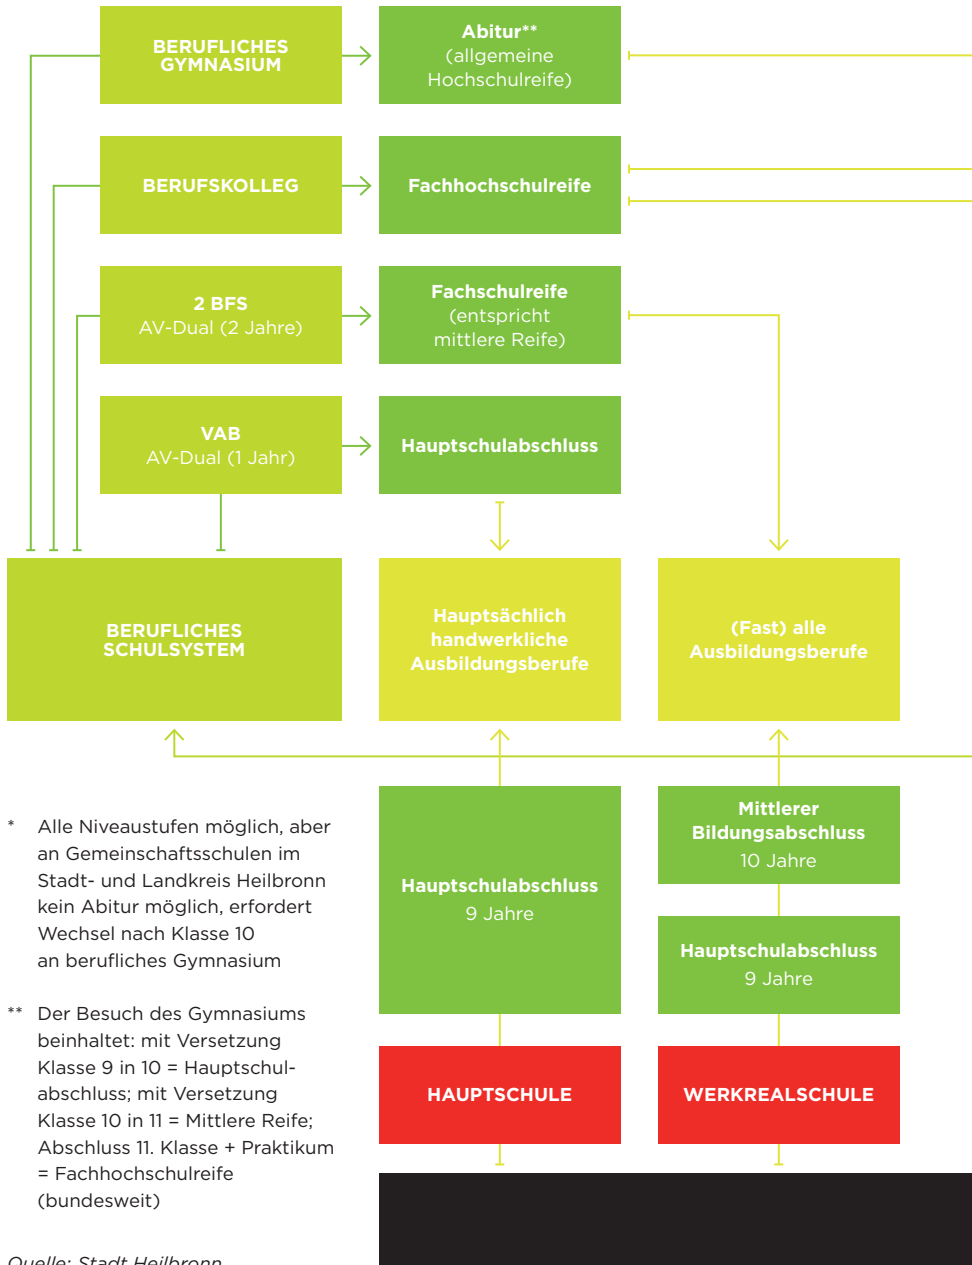 BERUFLICHES
GYMNASIUM
Abitur**
(allgemeine
Hochschulreife)
BERUFSKOLLEG
Fachhochschulreife
2 BFS
AV-Dual (2 Jahre)
Fachschulreife
(entspricht
mittlere Reife)
VAB
AV-Dual (1 Jahr)
Hauptschulabschluss
BERUFLICHES
SCHULSYSTEM
Hauptsächlich
handwerkliche
Ausbildungsberufe
(Fast) alle
Ausbildungsberufe
Hauptschulabschluss
9 Jahre
Mittlerer
Bildungsabschluss
10 Jahre
Hauptschulabschluss
9 Jahre
HAUPTSCHULE
WERKREALSCHULE
* Alle Niveaustufen möglich, aber
an Gemeinschaftsschulen im
Stadt- und Landkreis Heilbronn
kein Abitur möglich, erfordert
Wechsel nach Klasse 10
an berufliches Gymnasium
** Der Besuch des Gymnasiums
beinhaltet: mit Versetzung
Klasse 9 in 10 = Hauptschul-
abschluss; mit Versetzung
Klasse 10 in 11 = Mittlere Reife;
Abschluss 11. Klasse + Praktikum
= Fachhochschulreife
(bundesweit)
Quelle: Stadt Heilbronn